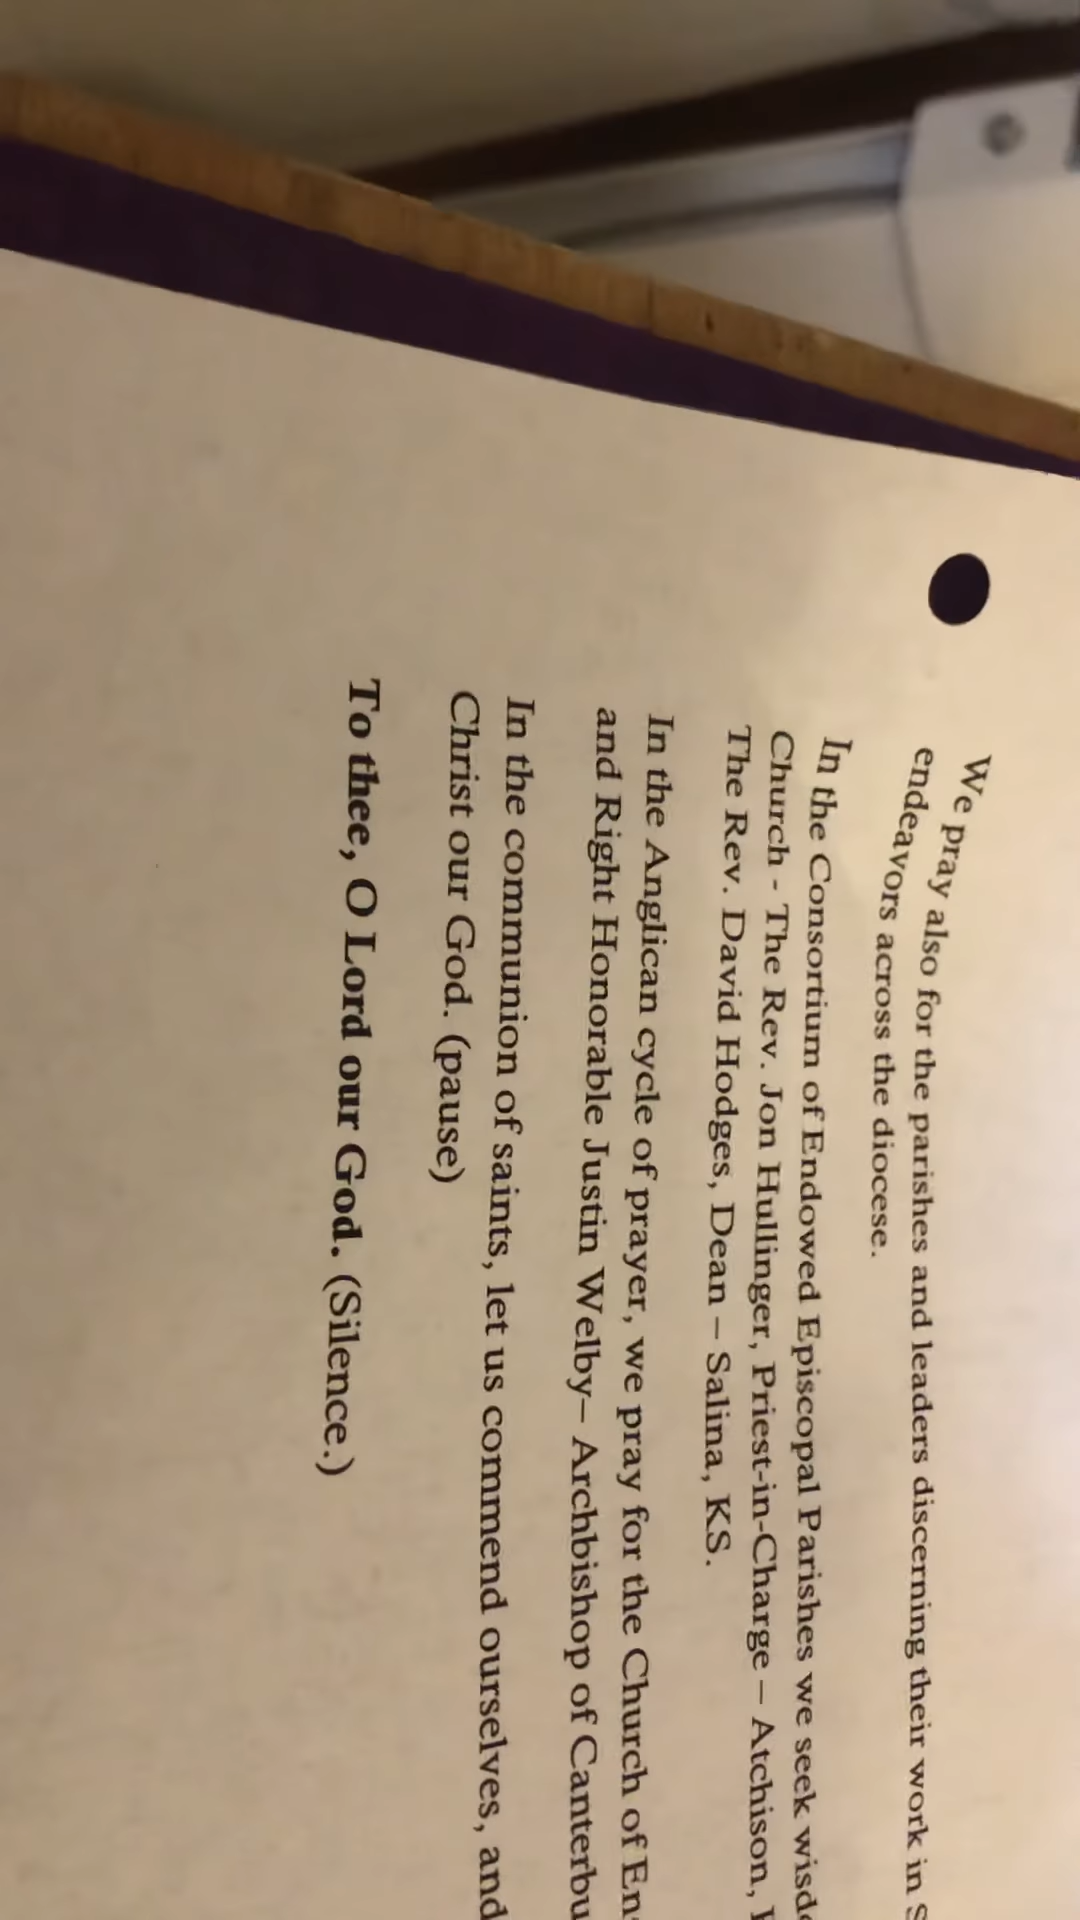 We pray also for the parishes and leaders discerning their work in
endeavors across the diocese.
In the Consortium of Endowed Episcopal Parishes we seek
Church - The Rev. Jon Hullinger, Priest-in-Charge – Atchison,
The Rev. David Hodges, Dean – Salina, KS.
In the Anglican cycle of prayer, we pray for the Church of
and Right Honorable Justin Welby– Archbishop of
In the communion of saints, let us commend ourselves, and
Christ our God. (pause)
To thee, O Lord our God. (Silence.)